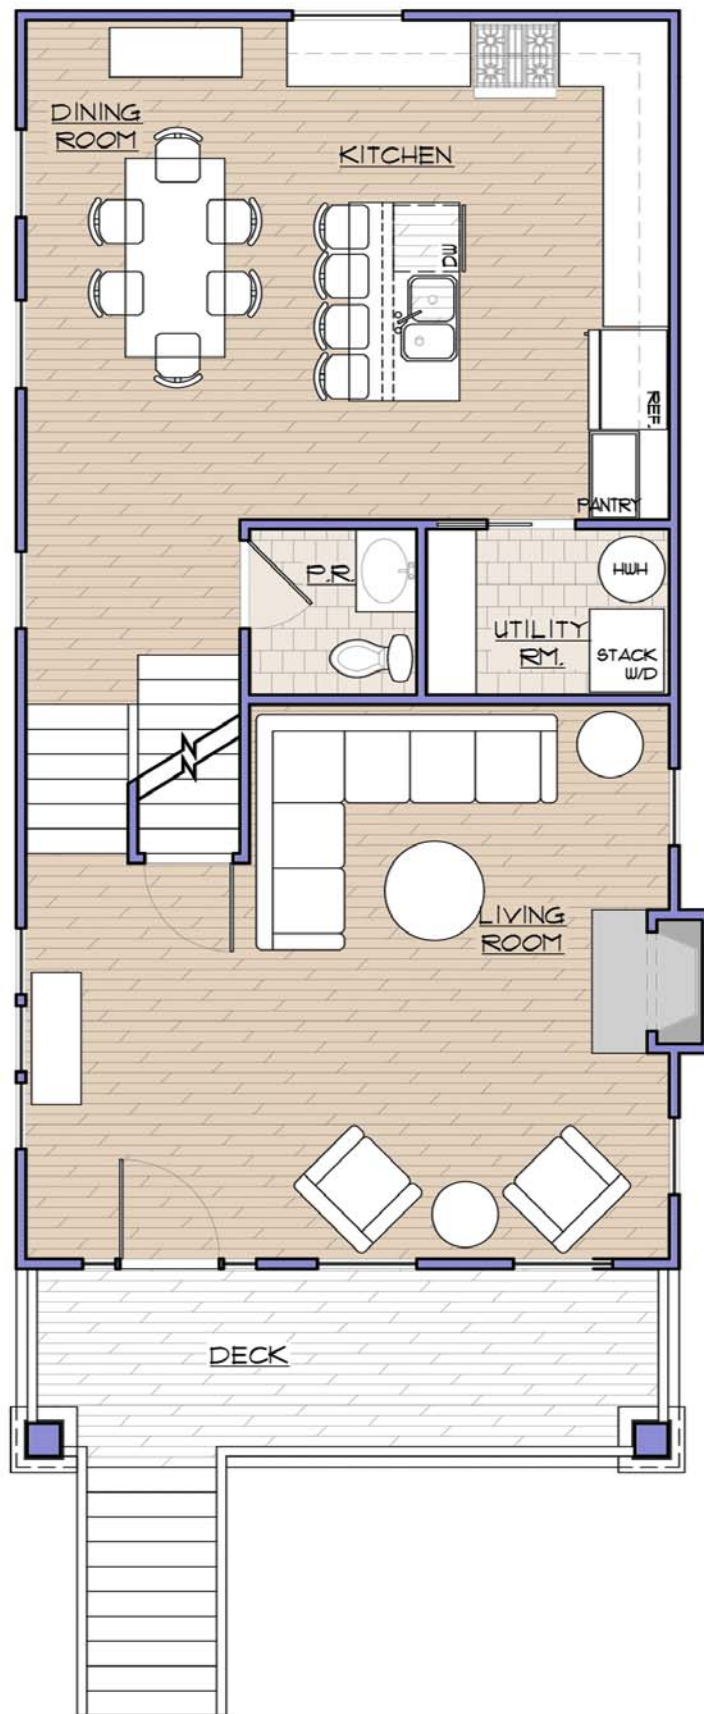 DINING
ROOM
KITCHEN
DW
REF.
PANTRY
P.R.
HWH
UTILITY
RM.
STACK
W/D
LIVING
ROOM
DECK